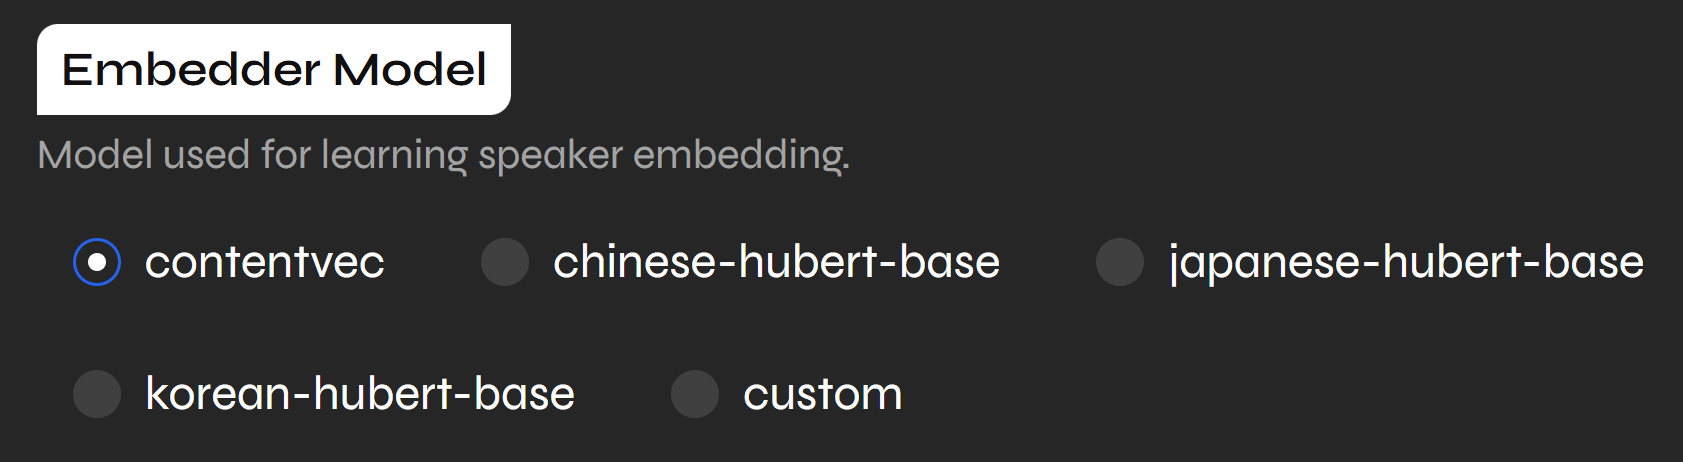 Embedder Model
Model used for learning speaker embedding.
contentvec chinese-hubert-base japanese-hubert-base
korean-hubert-base custom